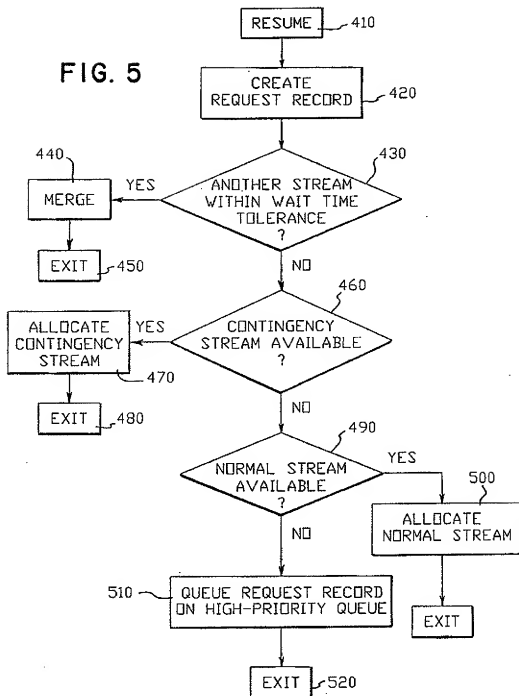 RESUME
410
FIG. 5
CREATE
REQUEST RECORD
420
430
440
YES
MERGE
ANOTHER STREAM
WITHIN WAIT TIME
TOLERANCE
?
EXIT
450
NO
460
ALLOCATE
CONTINGENCY
STREAM
YES
CONTINGENCY
STREAM AVAILABLE
?
470
EXIT
480
NO
490
NORMAL STREAM
AVAILABLE
?
YES
500
ALLOCATE
NORMAL STREAM
NO
510
QUEUE REQUEST RECORD
ON HIGH-PRIORITY QUEUE
EXIT
EXIT
520